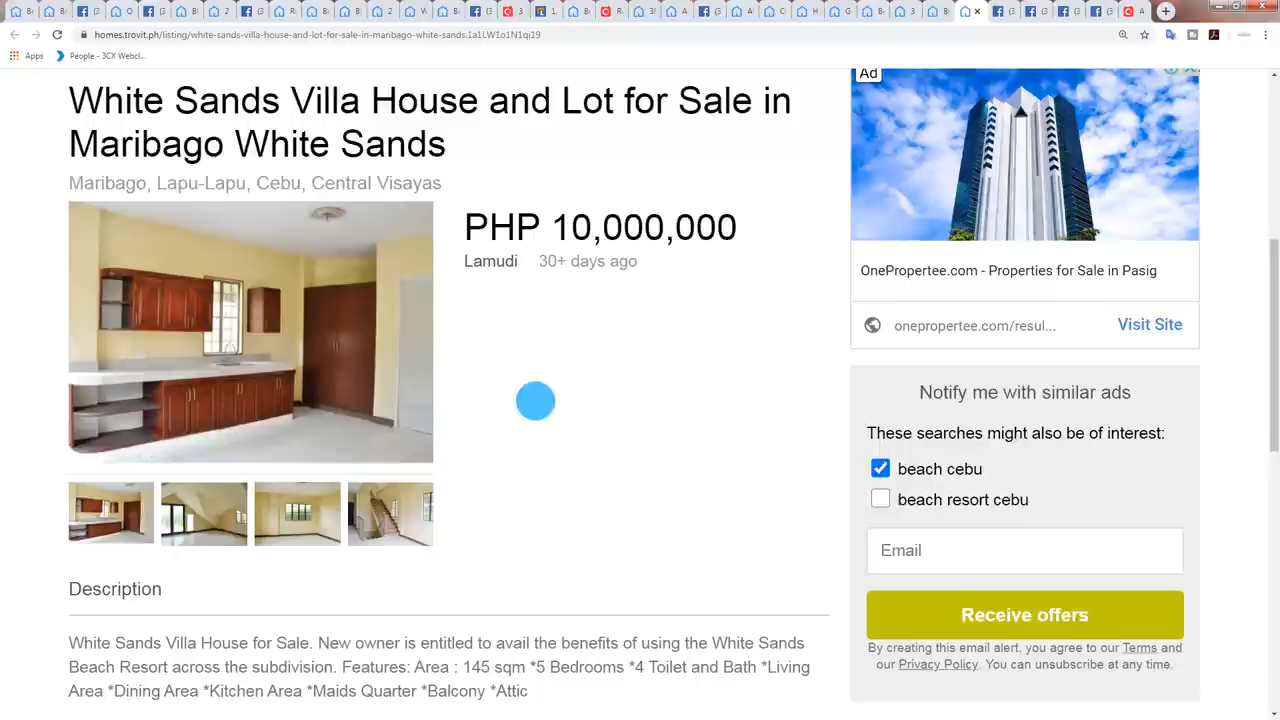 homes.trovit.ph/listing/white-sands-villa-house-and-lot-for-sale-in-maribago-white-sands.1a1LW1o1N1qi19
Apps
People - 3CX Webcl...
White Sands Villa House and Lot for Sale in
Maribago White Sands
Maribago, Lapu-Lapu, Cebu, Central Visayas
PHP 10,000,000
Lamudi 30+ days ago
Description
White Sands Villa House for Sale. New owner is entitled to avail the benefits of using the White Sands
Beach Resort across the subdivision. Features: Area : 145 sqm *5 Bedrooms *4 Toilet and Bath *Living
Area *Dining Area *Kitchen Area *Maids Quarter *Balcony *Attic
Ad
OnePropertee.com - Properties for Sale in Pasig
onepropertee.com/resul...
Visit Site
Notify me with similar ads
These searches might also be of interest:
beach cebu
beach resort cebu
Email
Receive offers
By creating this email alert, you agree to our Terms and
our Privacy Policy. You can unsubscribe at any time.